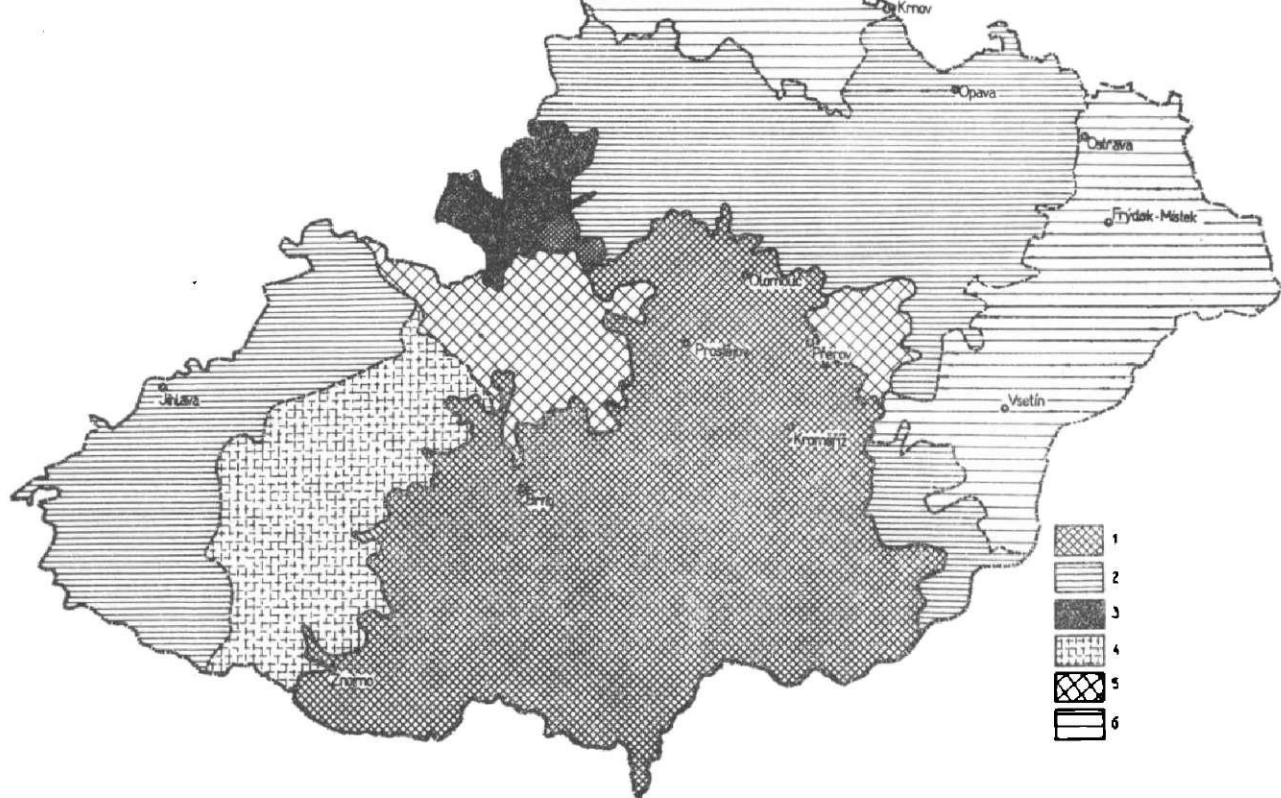 Krnov
Opava
Ostrava
Frýdek-Místek
Olomouc
Prostějov
Přerov
Jihlava
Vsetín
Kroměříž
Brno
Znojmo
1
2
3
4
5
6